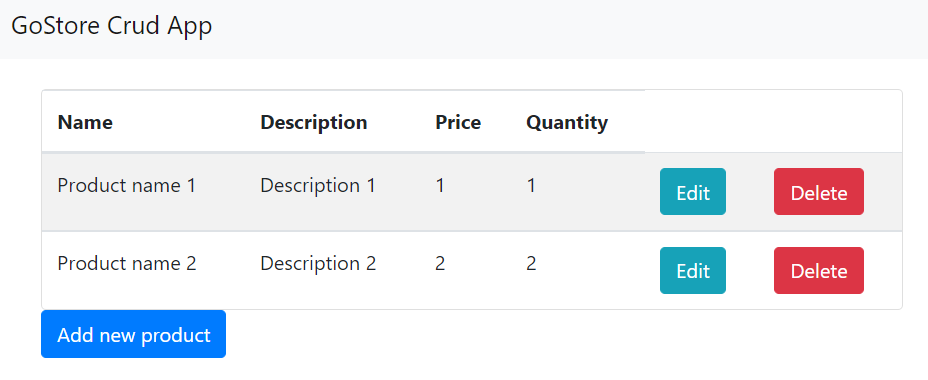 GoStore Crud App
Name Description Price Quantity
Product name 1 Description 1 1 1 Edit Delete
Product name 2 Description 2 2 2 Edit Delete
Add new product